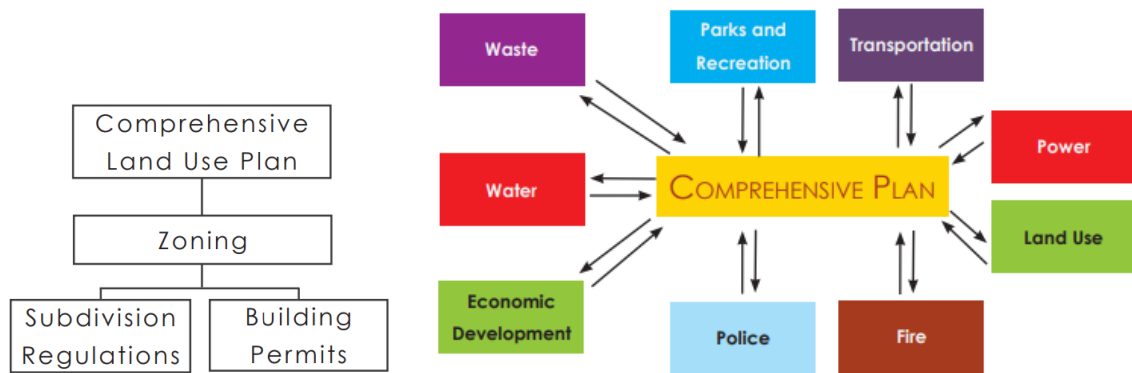 Comprehensive
Land Use Plan
Zoning
Subdivision
Regulations
Building
Permits
Waste
Parks and
Recreation
Transportation
Power
Water
COMPREHENSIVE PLAN
Land Use
Economic
Development
Police
Fire